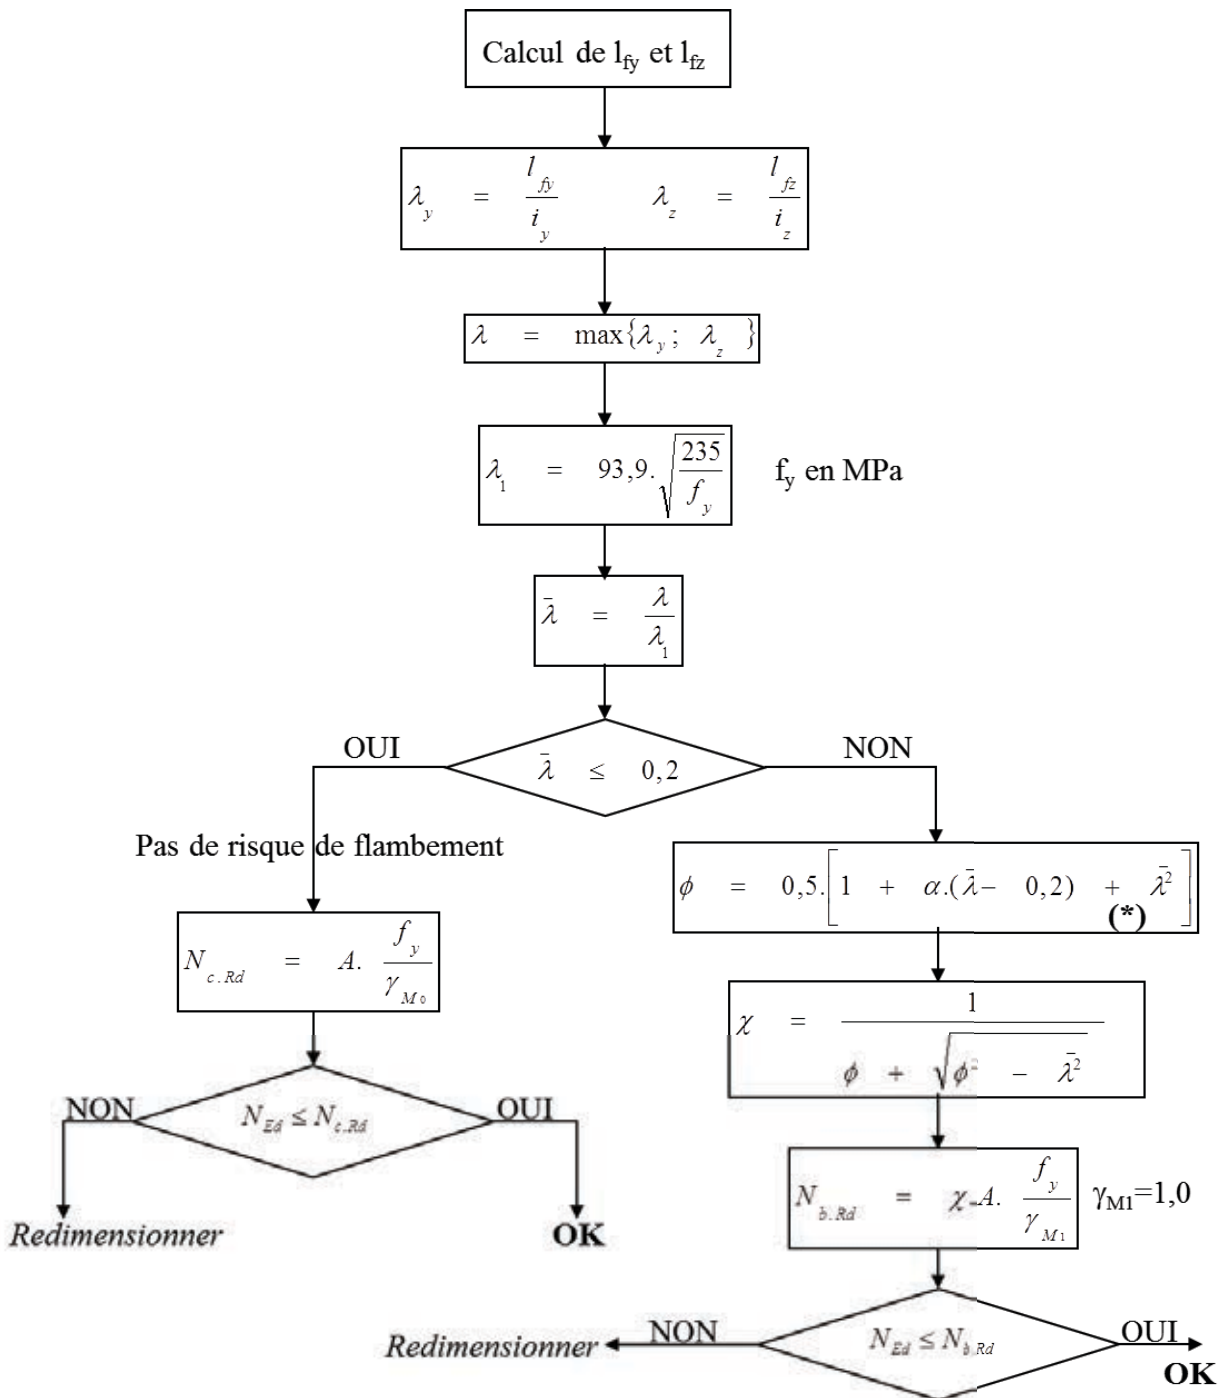 Calcul de l_fy et l_fz
λ_y = l_fy / i_y    λ_z = l_fz / i_z
λ = max{λ_y ; λ_z }
λ_1 = 93,9.√(235 / f_y)    f_y en MPa
λ̄ = λ / λ_1
OUI    λ̄ ≤ 0,2    NON
Pas de risque de flambement
ϕ = 0,5.[1 + α.(λ̄ − 0,2) + λ̄²]
(*)
N_c.Rd = A. f_y / γ_M0
χ = 1 / (ϕ + √(ϕ² − λ̄²))
NON    N_Ed ≤ N_c.Rd    OUI
N_b.Rd = χ.A. f_y / γ_M1    γ_M1=1,0
Redimensionner    OK
Redimensionner    NON    N_Ed ≤ N_b.Rd    OUI
OK